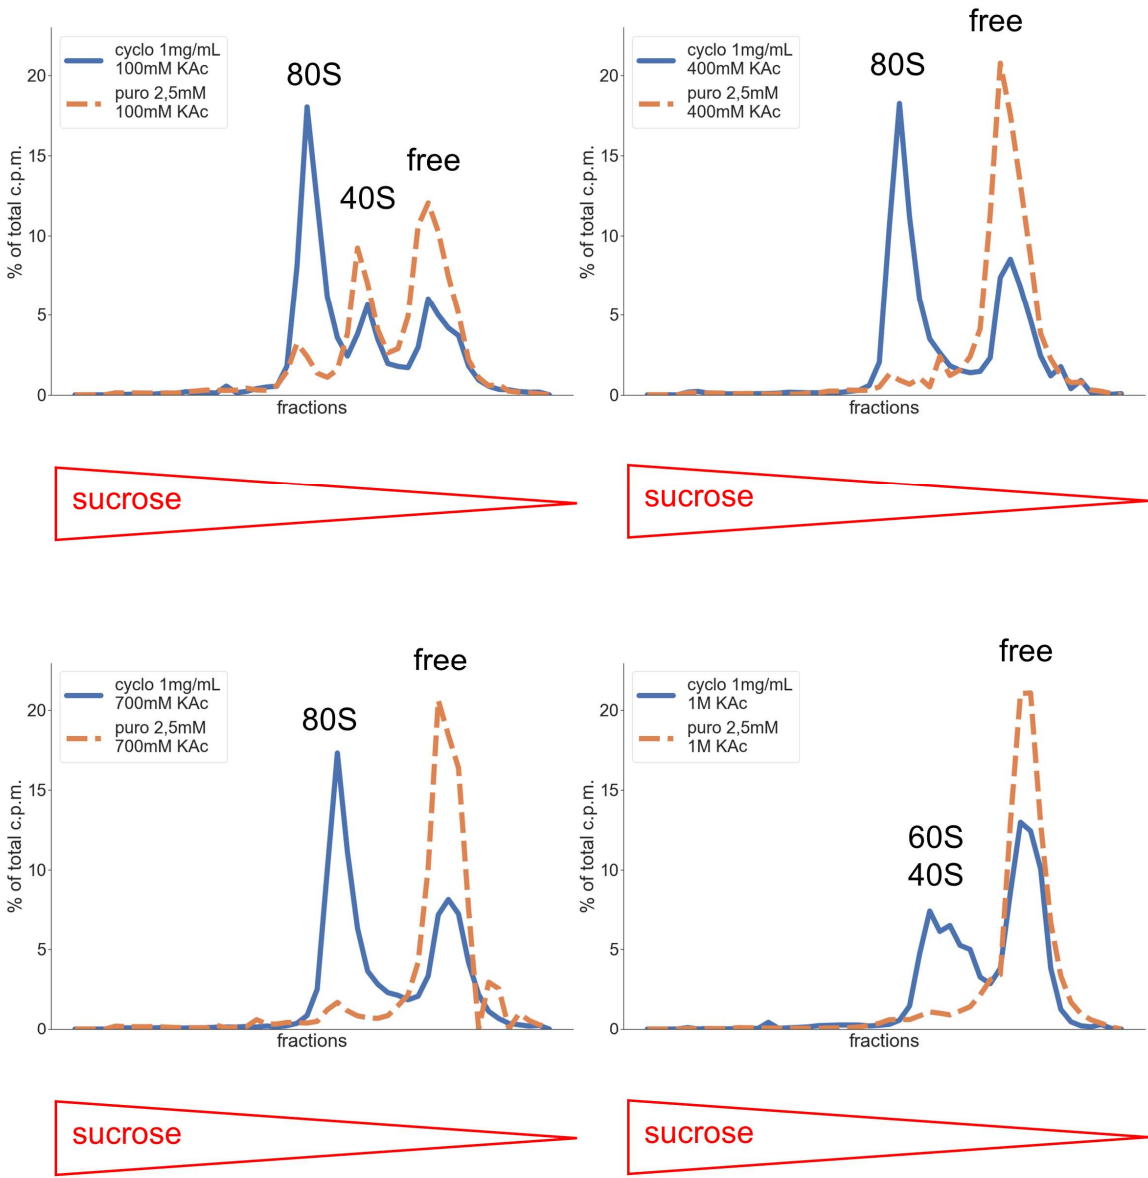 cyclo 1mg/mL
100mM KAc
puro 2,5mM
100mM KAc
80S
40S
free
20
15
10
5
0
% of total c.p.m.
fractions
sucrose
cyclo 1mg/mL
400mM KAc
puro 2,5mM
400mM KAc
80S
free
20
15
10
5
0
% of total c.p.m.
fractions
sucrose
cyclo 1mg/mL
700mM KAc
puro 2,5mM
700mM KAc
80S
free
20
15
10
5
0
% of total c.p.m.
fractions
sucrose
cyclo 1mg/mL
1M KAc
puro 2,5mM
1M KAc
60S
40S
free
20
15
10
5
0
% of total c.p.m.
fractions
sucrose